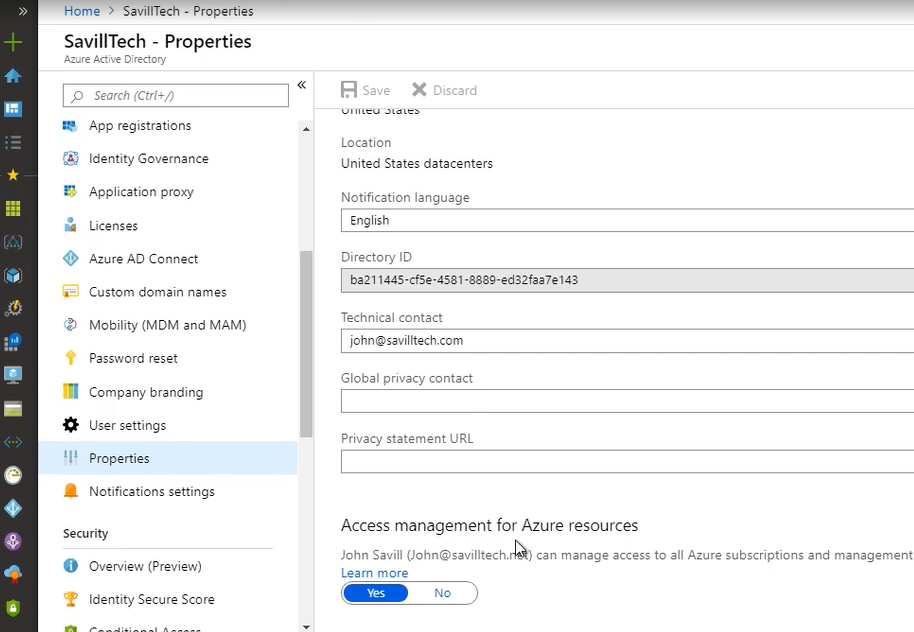 Home > SavillTech - Properties
SavillTech - Properties
Azure Active Directory
Search (Ctrl+/)
App registrations
Identity Governance
Application proxy
Licenses
Azure AD Connect
Custom domain names
Mobility (MDM and MAM)
Password reset
Company branding
User settings
Properties
Notifications settings
Security
Overview (Preview)
Identity Secure Score
Conditional Access
Save Discard
United States
Location
United States datacenters
Notification language
English
Directory ID
ba211445-cf5e-4581-8889-ed32faa7e143
Technical contact
john@savilltech.com
Global privacy contact
Privacy statement URL
Access management for Azure resources
John Savill (John@savilltech.net) can manage access to all Azure subscriptions and management
Learn more
Yes No